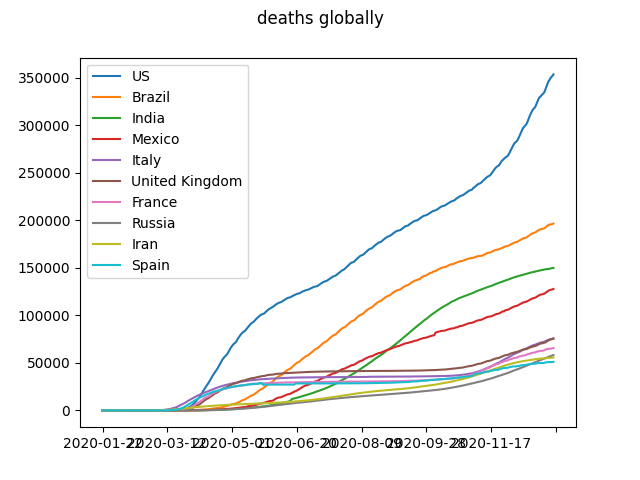 deaths globally
US
Brazil
India
Mexico
Italy
United Kingdom
France
Russia
Iran
Spain
350000
300000
250000
200000
150000
100000
50000
0
2020-01-22 2020-03-12 2020-05-01 2020-06-20 2020-08-09 2020-09-28 2020-11-17